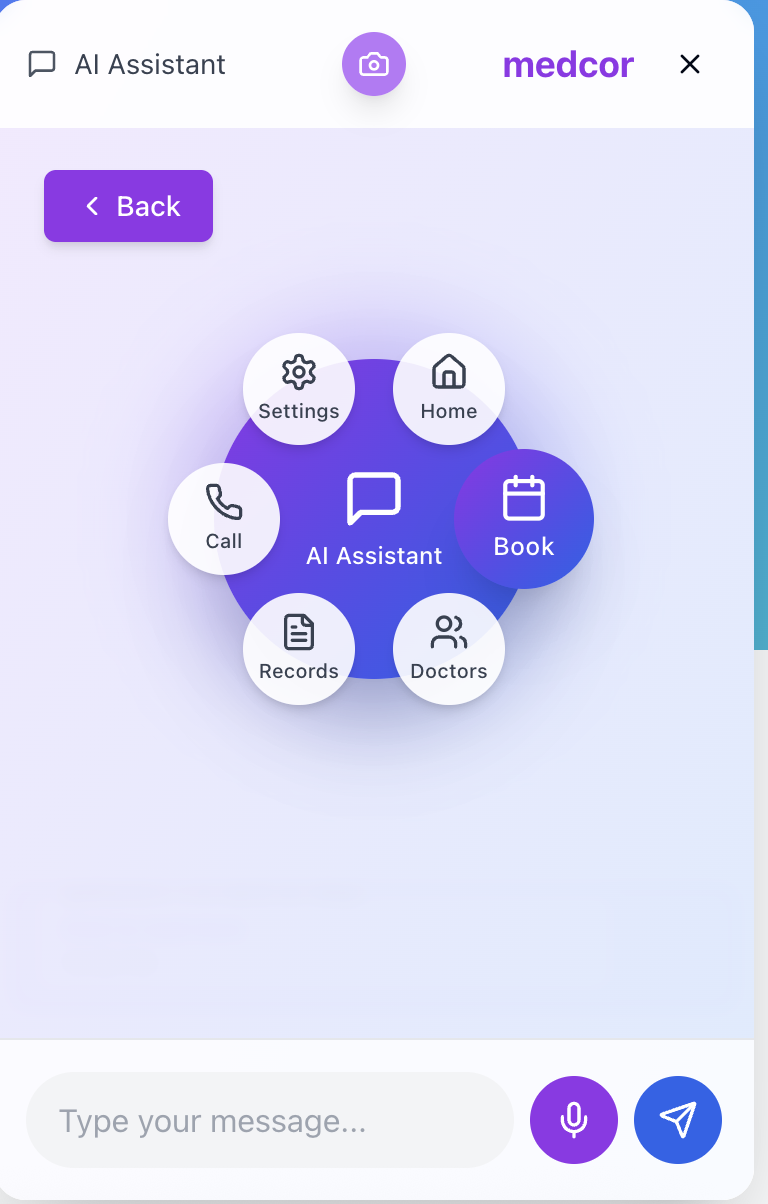 AI Assistant
medcor
Back
Settings
Home
Call
AI Assistant
Book
Records
Doctors
Type your message...